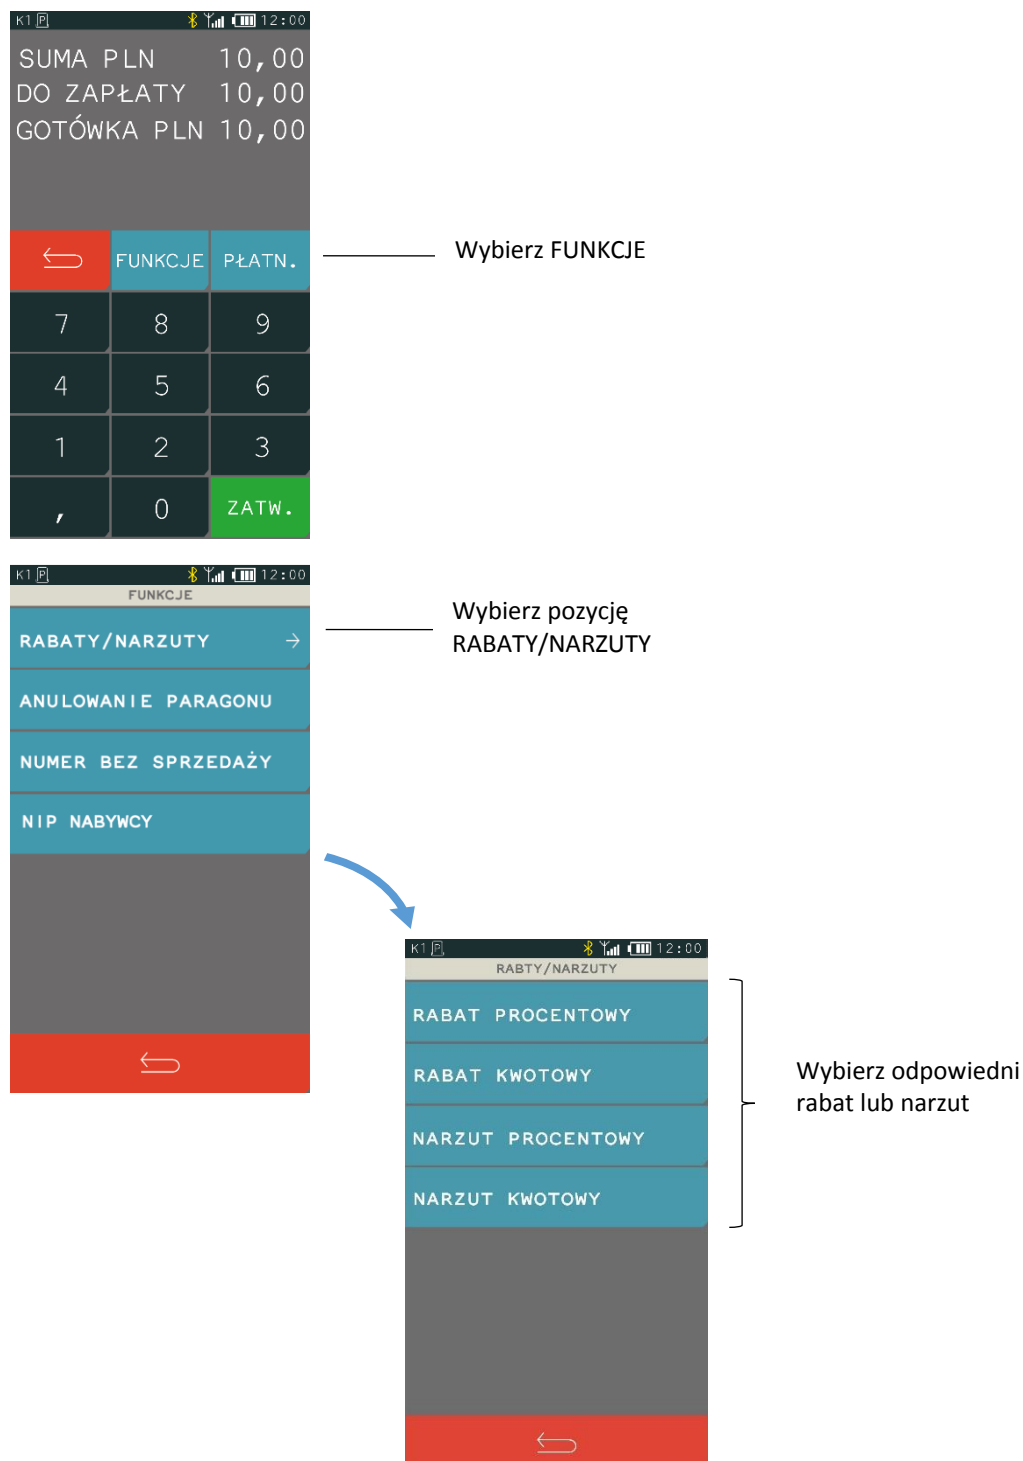 K1 P 12:00
SUMA PLN 10,00
DO ZAPŁATY 10,00
GOTÓWKA PLN 10,00
FUNKCJE PŁATN.
Wybierz FUNKCJE
7 8 9
4 5 6
1 2 3
, 0 ZATW.
K1 P 12:00
FUNKCJE
RABATY/NARZUTY →
Wybierz pozycję
RABATY/NARZUTY
ANULOWANIE PARAGONU
NUMER BEZ SPRZEDAŻY
NIP NABYWCY
K1 P 12:00
RABTY/NARZUTY
RABAT PROCENTOWY
RABAT KWOTOWY
NARZUT PROCENTOWY
NARZUT KWOTOWY
Wybierz odpowiedni
rabat lub narzut